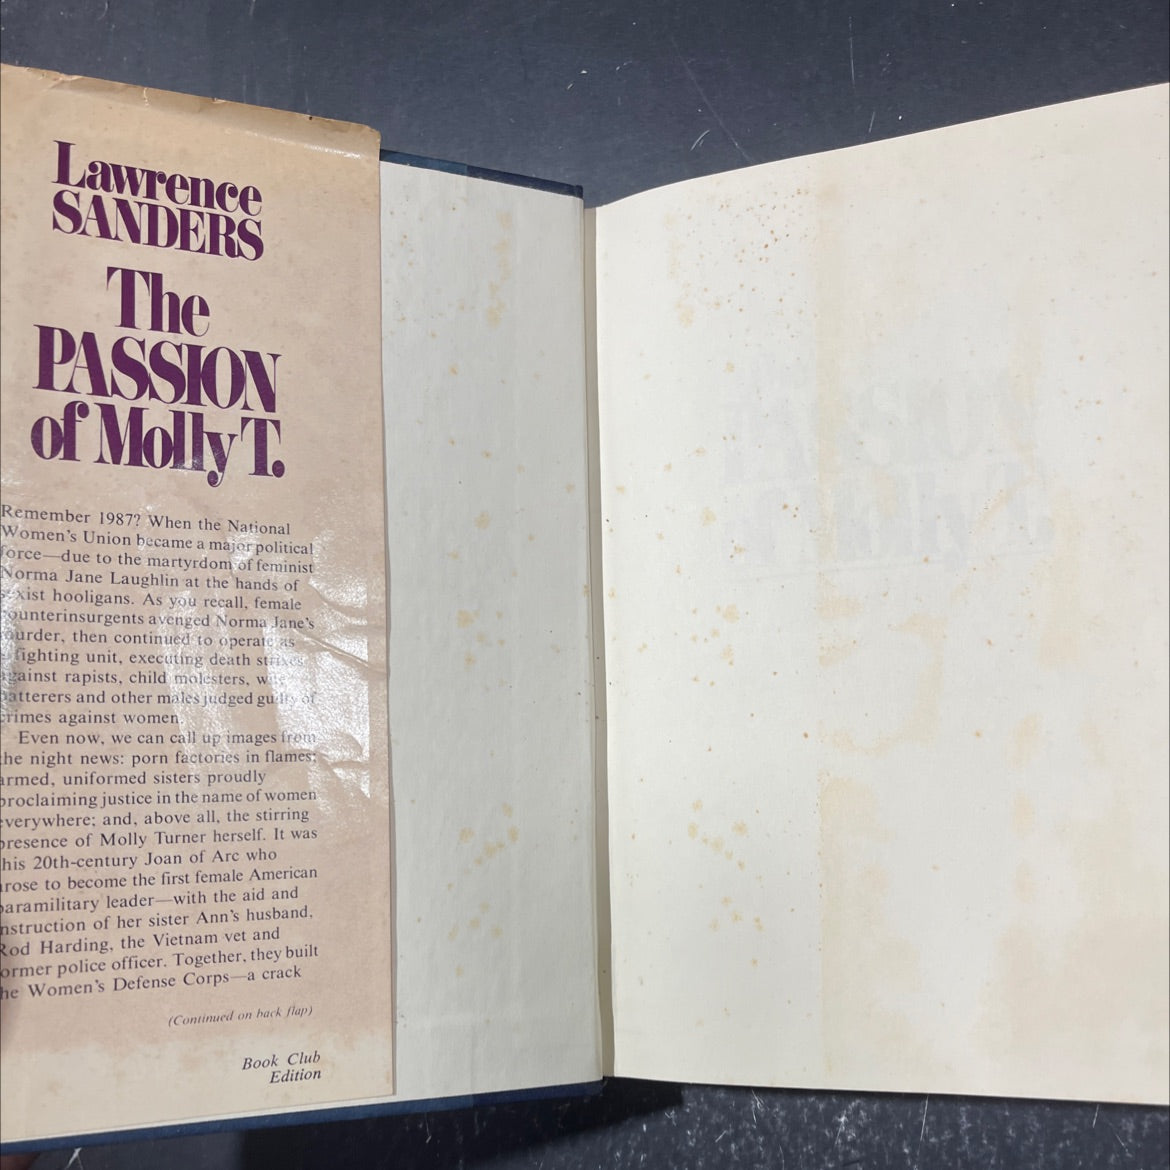 Lawrence
SANDERS
The
PASSION
of Molly T.
Remember 1987? When the National
Women's Union became a major political
force—due to the martyrdom of feminist
Norma Jane Laughlin at the hands of
sexist hooligans. As you recall, female
counterinsurgents avenged Norma Jane's
murder, then continued to operate as
a fighting unit, executing death strikes
against rapists, child molesters, wife
batterers and other males judged guilty of
crimes against women.
Even now, we can call up images from
the night news: porn factories in flames;
armed, uniformed sisters proudly
proclaiming justice in the name of women
everywhere; and, above all, the stirring
presence of Molly Turner herself. It was
this 20th-century Joan of Arc who
arose to become the first female American
paramilitary leader—with the aid and
instruction of her sister Ann's husband,
Rod Harding, the Vietnam vet and
former police officer. Together, they built
the Women's Defense Corps—a crack
(Continued on back flap)
Book Club
Edition